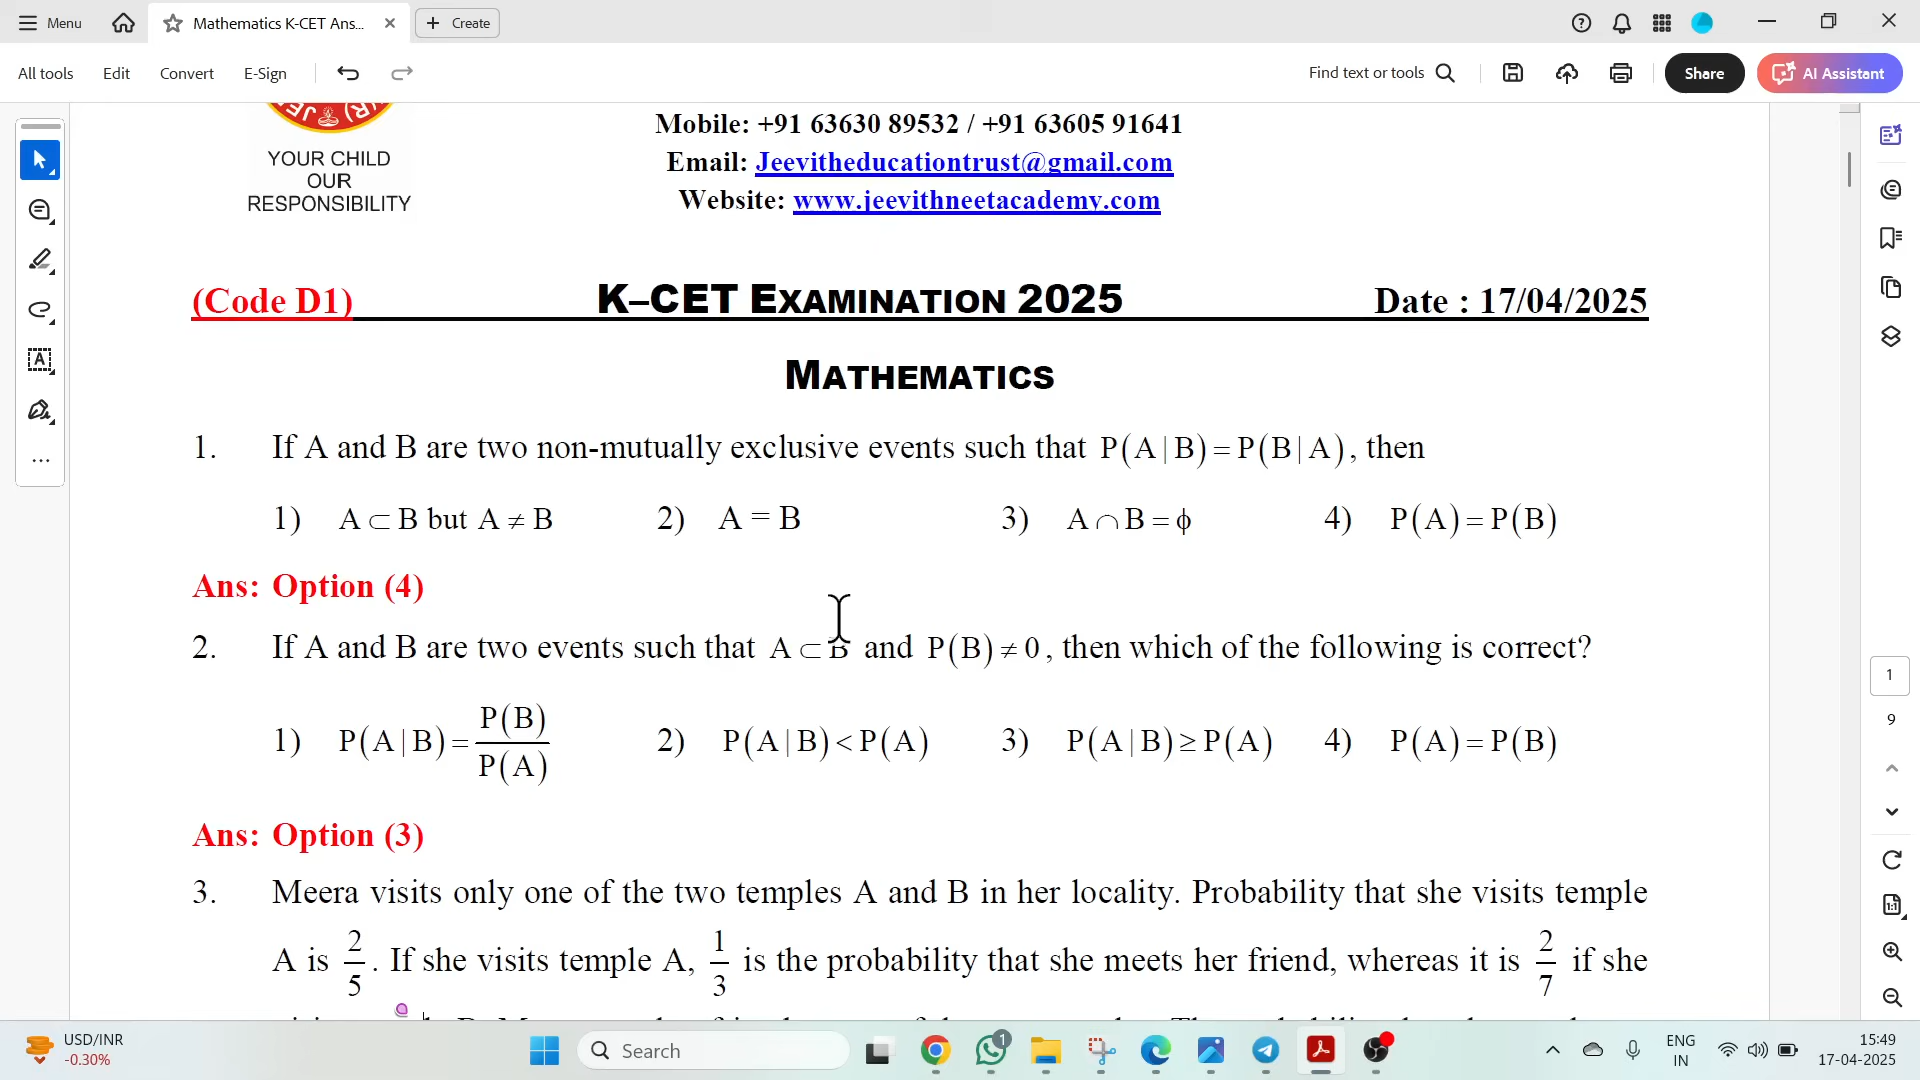 Menu
Mathematics K-CET Ans...
Create
All tools
Edit
Convert
E-Sign
Find text or tools
Share
AI Assistant
YOUR CHILD
OUR
RESPONSIBILITY
Mobile: +91 63630 89532 / +91 63605 91641
Email: Jeevitheducationtrust@gmail.com
Website: www.jeevithneetacademy.com
(Code D1) K–CET EXAMINATION 2025 Date : 17/04/2025
MATHEMATICS
1. If A and B are two non-mutually exclusive events such that P(A|B)=P(B|A), then
1) A⊂B but A≠B 2) A = B 3) A∩B=ϕ 4) P(A)=P(B)
Ans: Option (4)
2. If A and B are two events such that A⊂B and P(B)≠0, then which of the following is correct?
1) P(A|B)=P(B)/P(A) 2) P(A|B)<P(A) 3) P(A|B)≥P(A) 4) P(A)=P(B)
Ans: Option (3)
3. Meera visits only one of the two temples A and B in her locality. Probability that she visits temple
A is 2/5. If she visits temple A, 1/3 is the probability that she meets her friend, whereas it is 2/7 if she
1
9
USD/INR
-0.30%
Search
1
ENG
IN
15:49
17-04-2025